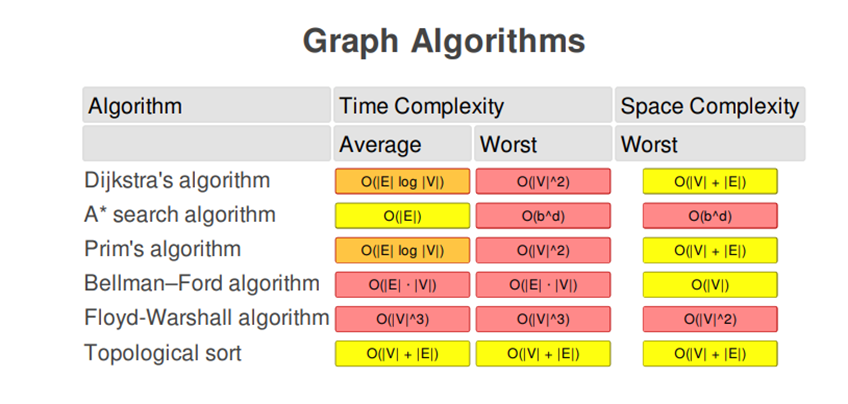 Graph Algorithms
Algorithm Time Complexity Space Complexity
Average Worst Worst
Dijkstra's algorithm O(|E| log |V|) O(|V|^2) O(|V| + |E|)
A* search algorithm O(|E|) O(b^d) O(b^d)
Prim's algorithm O(|E| log |V|) O(|V|^2) O(|V| + |E|)
Bellman–Ford algorithm O(|E| · |V|) O(|E| · |V|) O(|V|)
Floyd-Warshall algorithm O(|V|^3) O(|V|^3) O(|V|^2)
Topological sort O(|V| + |E|) O(|V| + |E|) O(|V| + |E|)